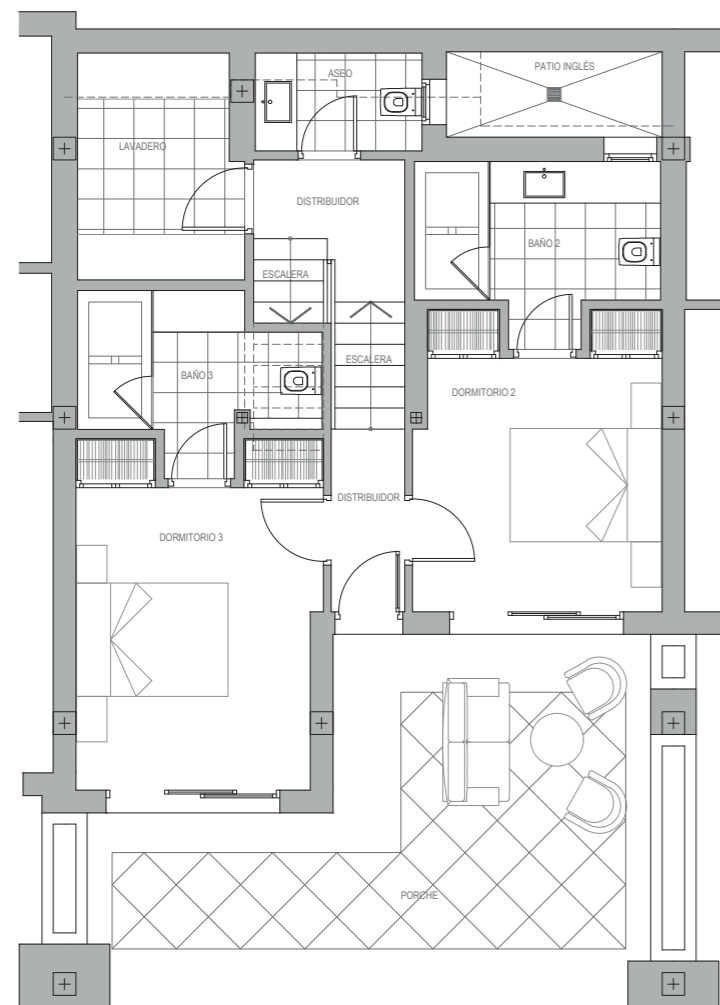 ASEO
PATIO INGLÉS
LAVADERO
DISTRIBUIDOR
BAÑO 2
ESCALERA
ESCALERA
BAÑO 3
DORMITORIO 2
DISTRIBUIDOR
DORMITORIO 3
PORCHE